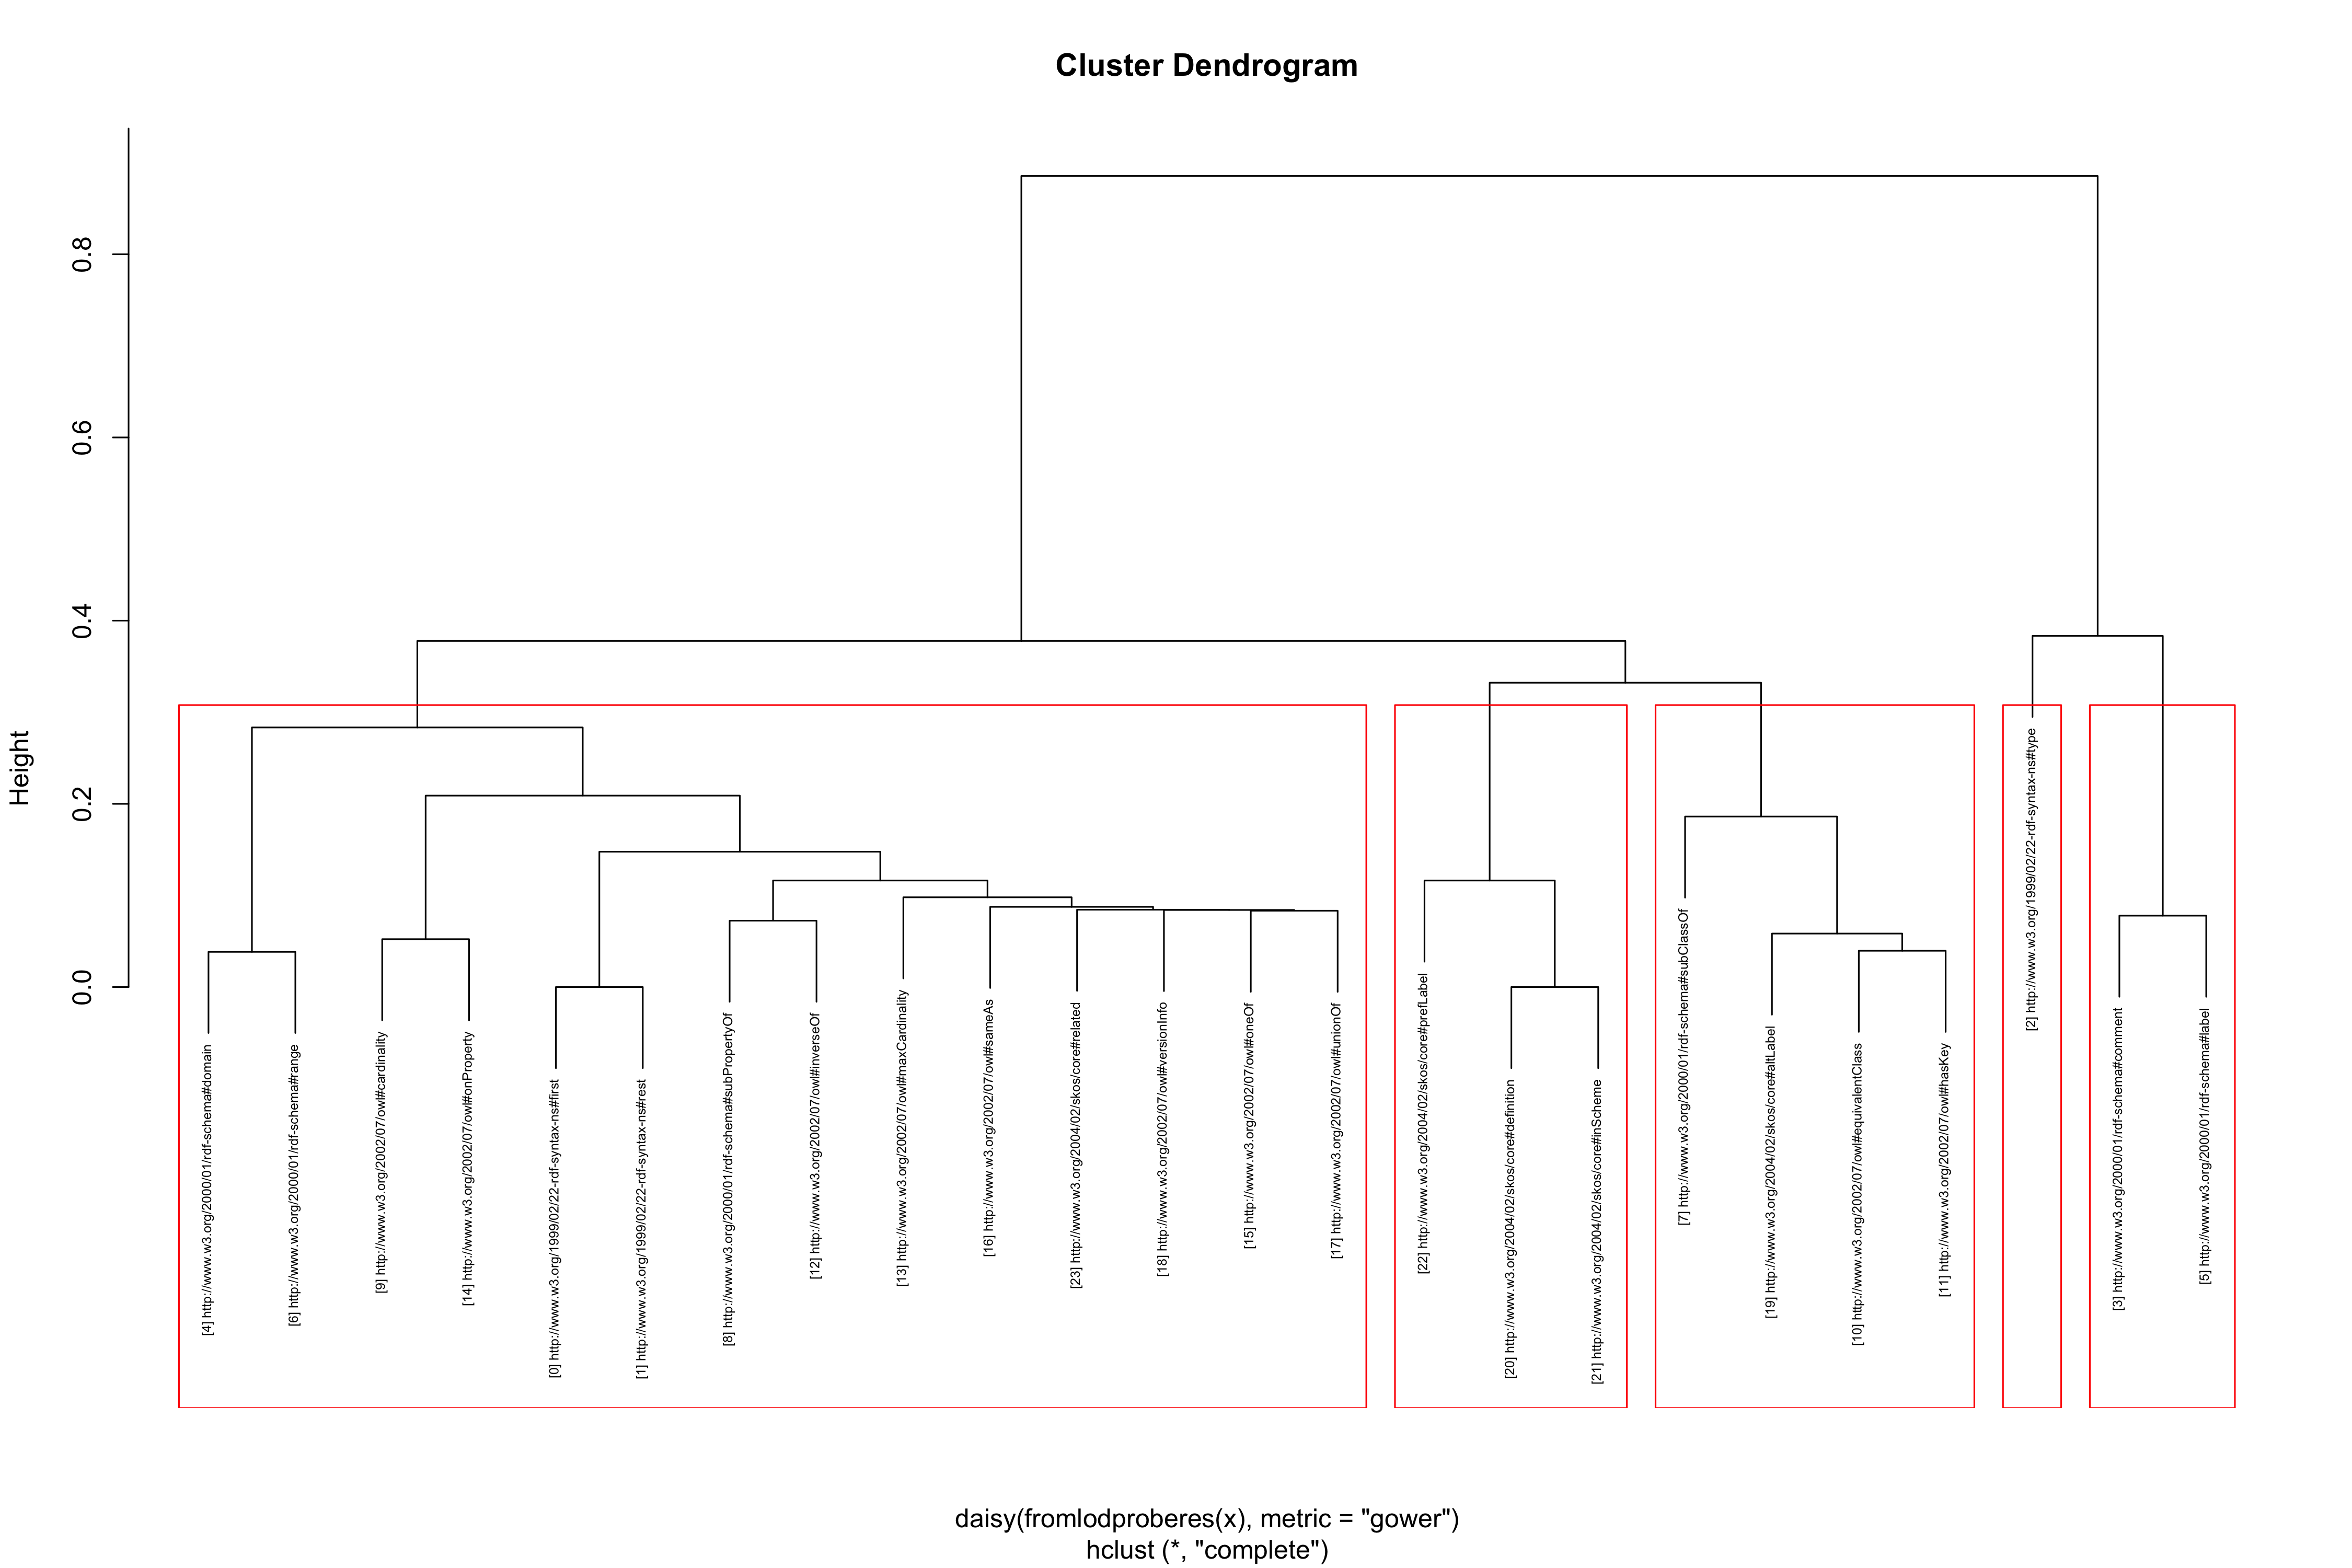 Cluster Dendrogram
Height
0.8
0.6
0.4
0.2
0.0
[4] http://www.w3.org/2000/01/rdf-schema#domain
[6] http://www.w3.org/2000/01/rdf-schema#range
[9] http://www.w3.org/2002/07/owl#cardinality
[14] http://www.w3.org/2002/07/owl#onProperty
[0] http://www.w3.org/1999/02/22-rdf-syntax-ns#first
[1] http://www.w3.org/1999/02/22-rdf-syntax-ns#rest
[8] http://www.w3.org/2000/01/rdf-schema#subPropertyOf
[12] http://www.w3.org/2002/07/owl#inverseOf
[13] http://www.w3.org/2002/07/owl#maxCardinality
[16] http://www.w3.org/2002/07/owl#sameAs
[23] http://www.w3.org/2004/02/skos/core#related
[18] http://www.w3.org/2002/07/owl#versionInfo
[15] http://www.w3.org/2002/07/owl#oneOf
[17] http://www.w3.org/2002/07/owl#unionOf
[22] http://www.w3.org/2004/02/skos/core#prefLabel
[20] http://www.w3.org/2004/02/skos/core#definition
[21] http://www.w3.org/2004/02/skos/core#inScheme
[7] http://www.w3.org/2000/01/rdf-schema#subClassOf
[19] http://www.w3.org/2004/02/skos/core#altLabel
[10] http://www.w3.org/2002/07/owl#equivalentClass
[11] http://www.w3.org/2002/07/owl#hasKey
[2] http://www.w3.org/1999/02/22-rdf-syntax-ns#type
[3] http://www.w3.org/2000/01/rdf-schema#comment
[5] http://www.w3.org/2000/01/rdf-schema#label
daisy(fromlodproberes(x), metric = "gower")
hclust (*, "complete")